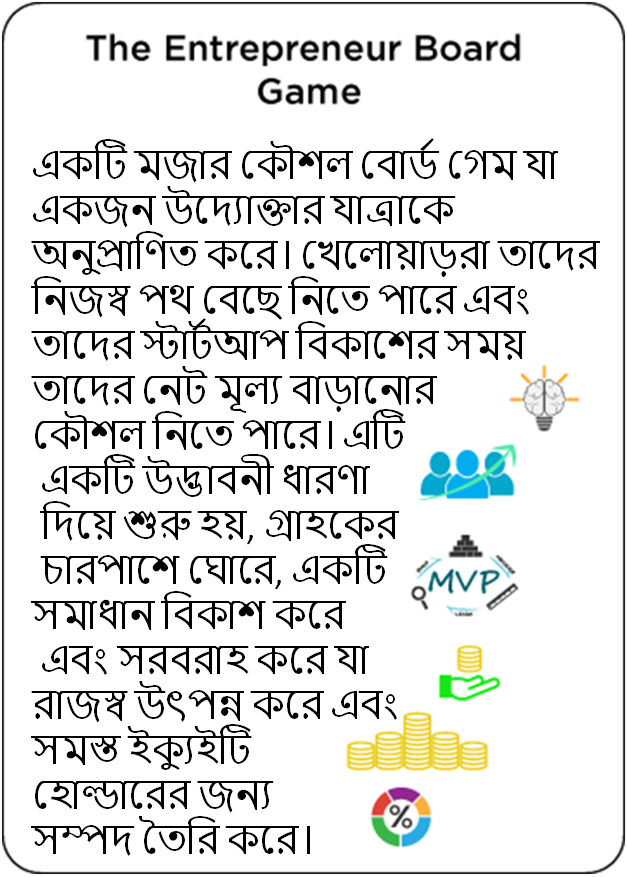 The Entrepreneur Board
Game
একটি মজার কৌশল বোর্ড গেম যা
একজন উদ্যোক্তার যাত্রাকে
অনুপ্রাণিত করে। খেলোয়াড়রা তাদের
নিজস্ব পথ বেছে নিতে পারে এবং
তাদের স্টার্টআপ বিকাশের সময়
তাদের নেট মূল্য বাড়ানোর
কৌশল নিতে পারে। এটি
একটি উদ্ভাবনী ধারণা
দিয়ে শুরু হয়, গ্রাহকের
চারপাশে ঘোরে, একটি
MVP
সমাধান বিকাশ করে
এবং সরবরাহ করে যা
রাজস্ব উৎপন্ন করে এবং
সমস্ত ইক্যুইটি
হোল্ডারের জন্য
%
সম্পদ তৈরি করে।